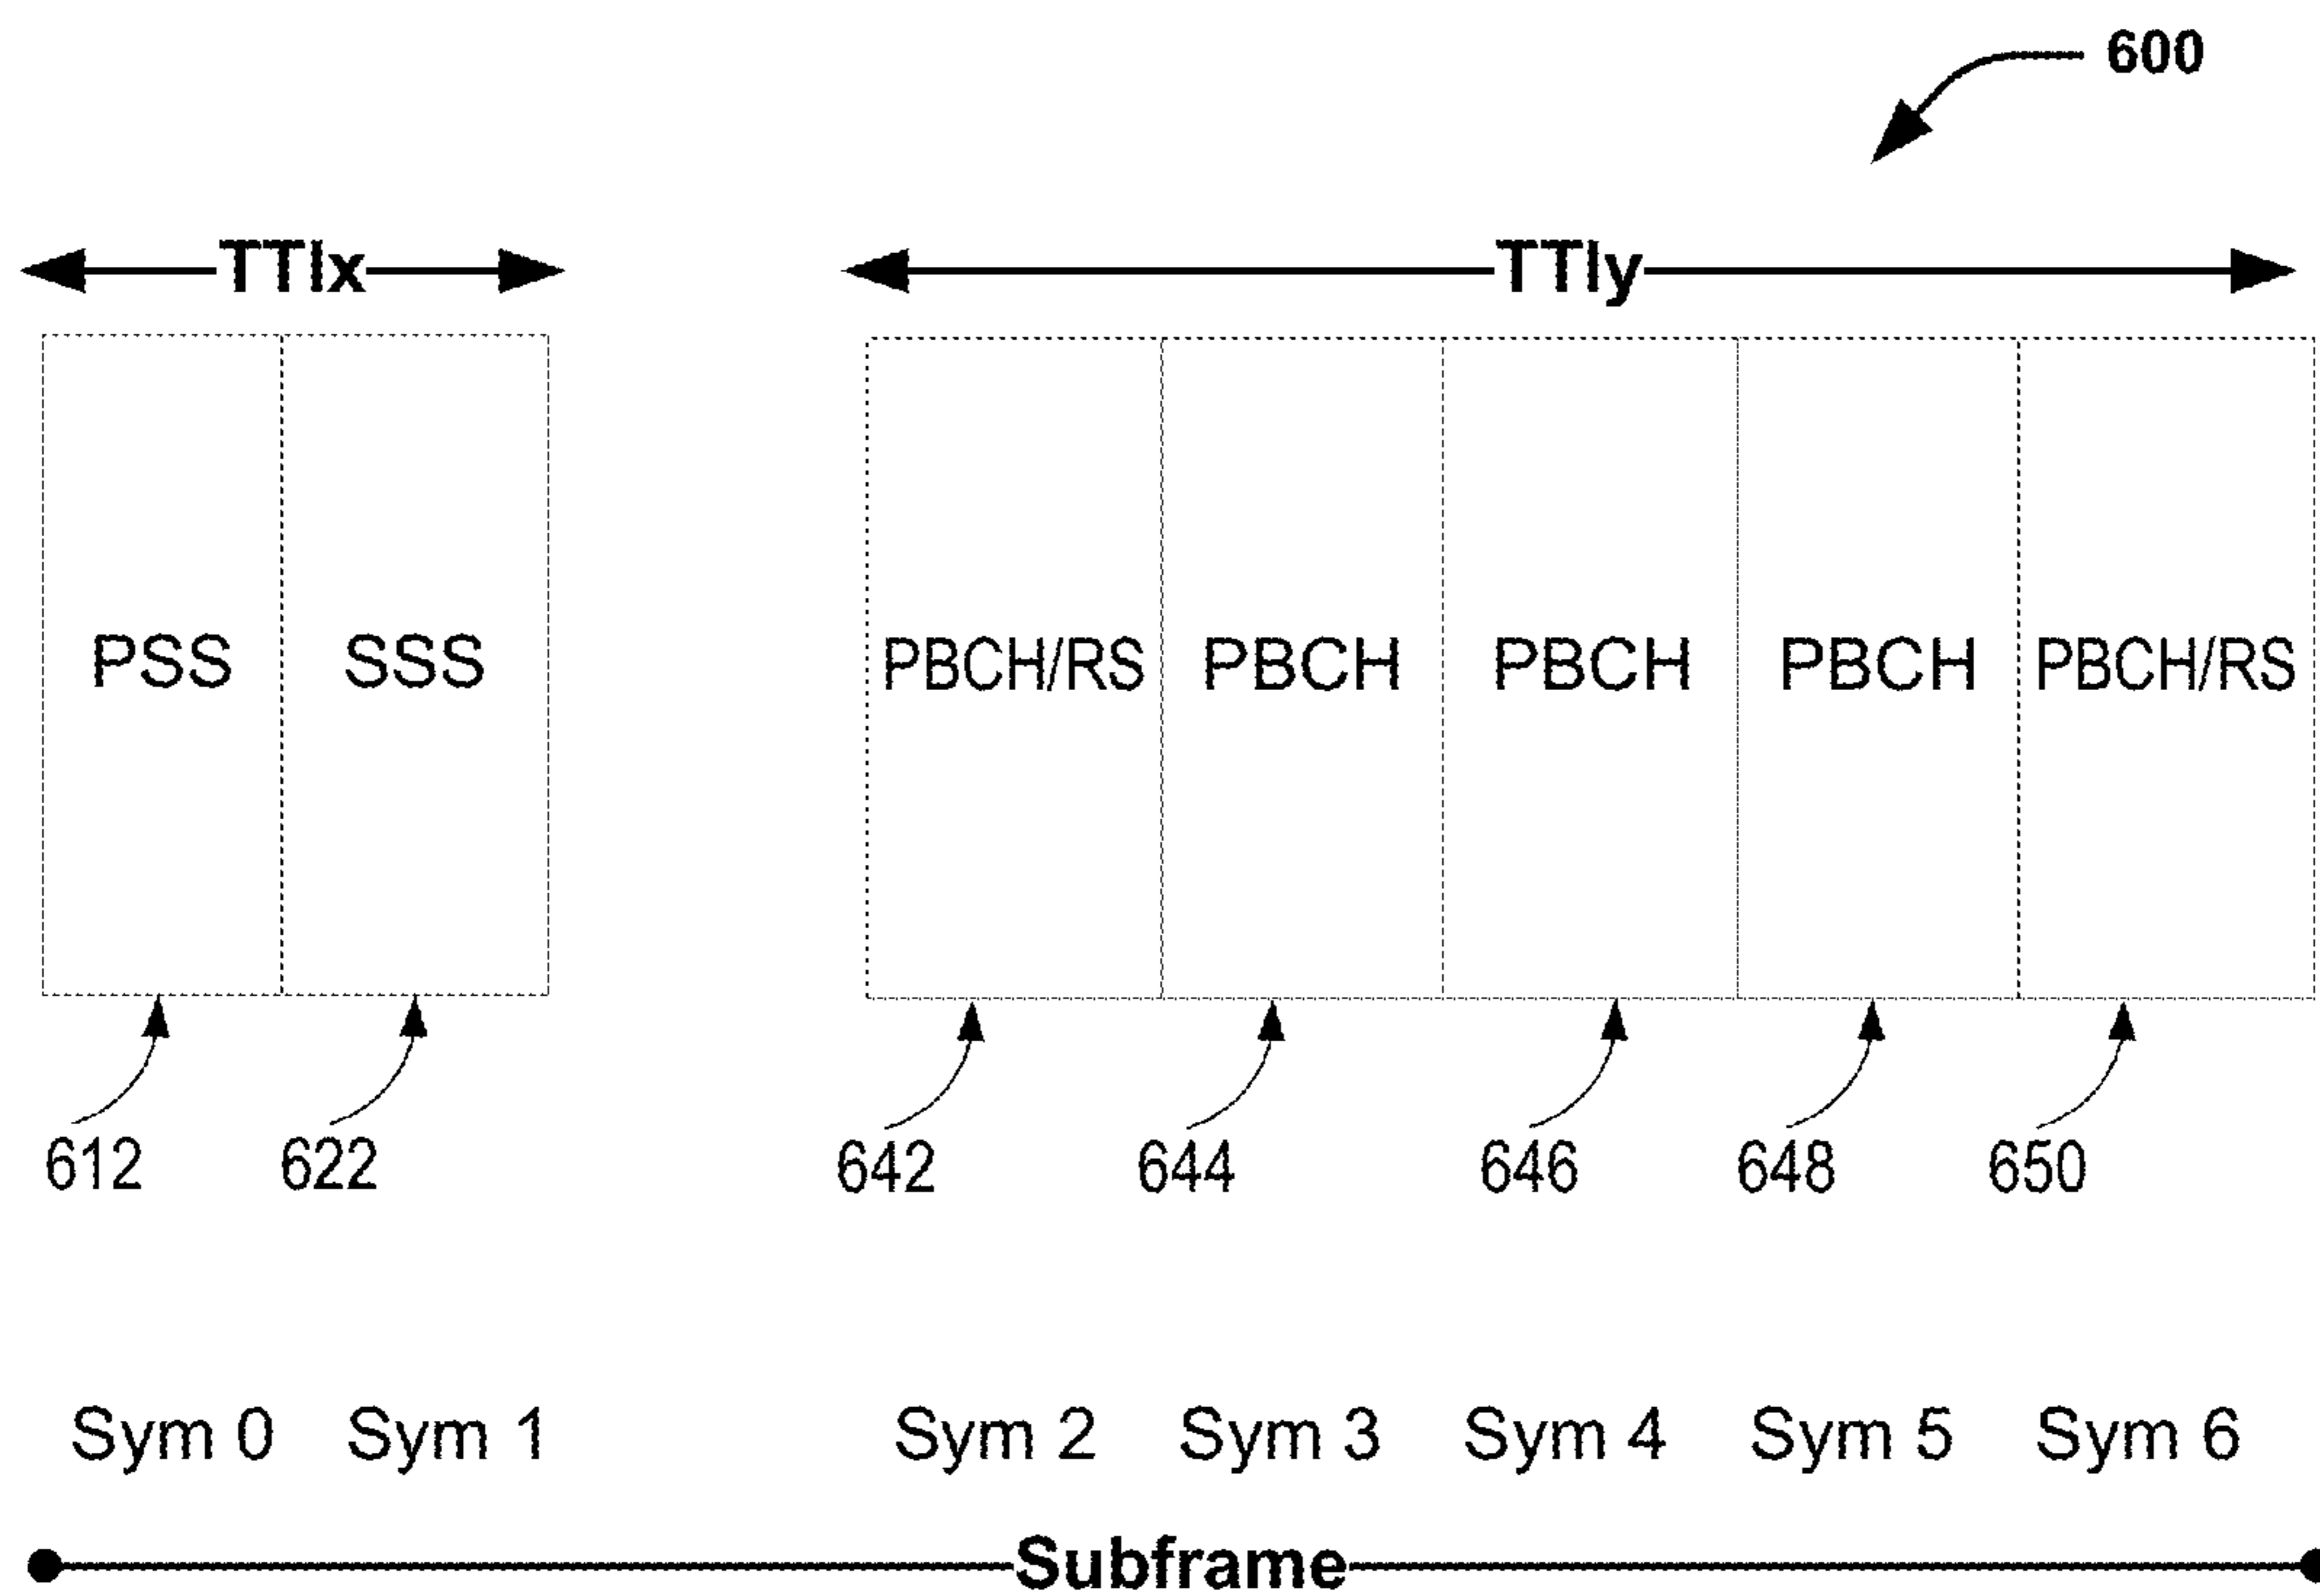 600
TTIx TTIy
PSS SSS PBCH/RS PBCH PBCH PBCH PBCH/RS
612 622 642 644 646 648 650
Sym 0 Sym 1 Sym 2 Sym 3 Sym 4 Sym 5 Sym 6
Subframe